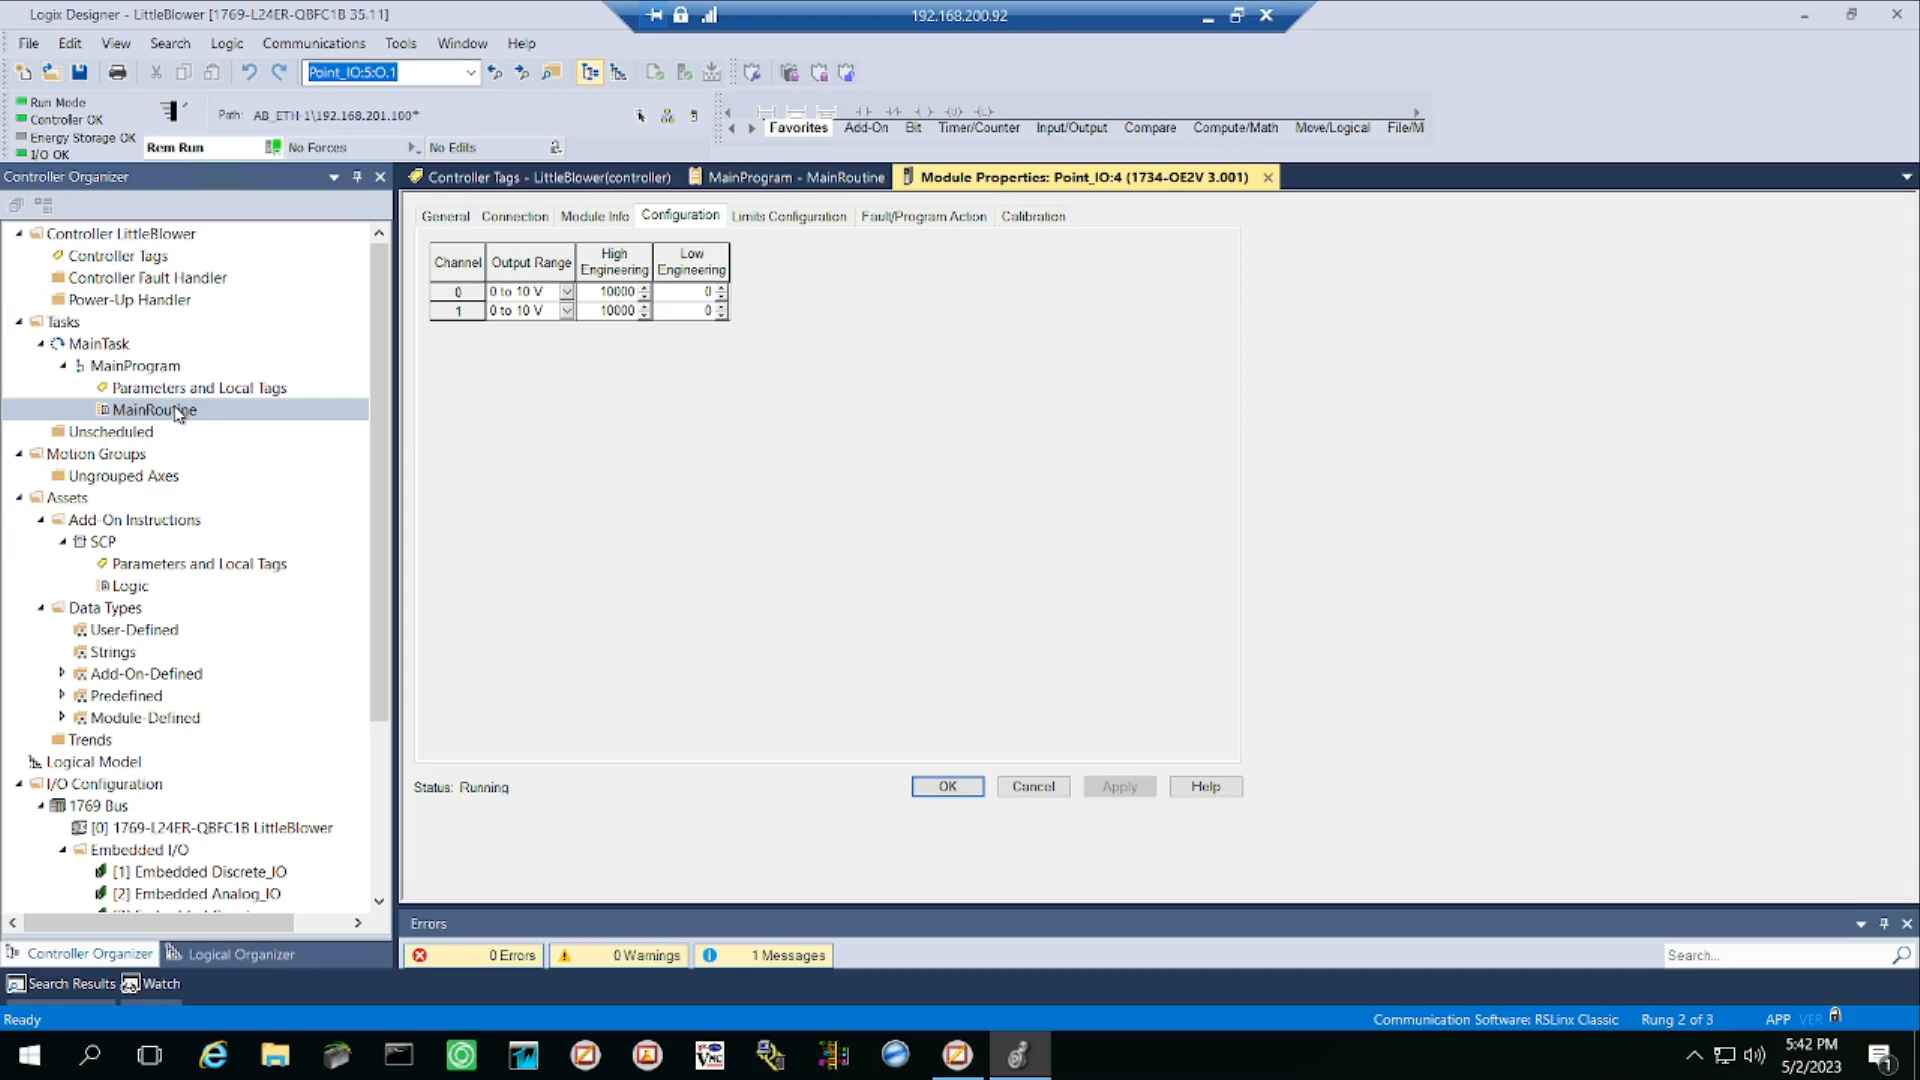 Logix Designer - LittleBlower [1769-L24ER-QBFC1B 35.11]
192.168.200.92
File Edit View Search Logic Communications Tools Window Help
Point_IO:5:O.1
Run Mode
Controller OK
Energy Storage OK
I/O OK
Path: AB_ETH-1\192.168.201.100*
Rem Run No Forces No Edits
Favorites Add-On Bit Timer/Counter Input/Output Compare Compute/Math Move/Logical File/M
Controller Organizer
Controller Tags - LittleBlower(controller) MainProgram - MainRoutine Module Properties: Point_IO:4 (1734-OE2V 3.001)
General Connection Module Info Configuration Limits Configuration Fault/Program Action Calibration
Channel Output Range High Engineering Low Engineering
0 0 to 10 V 10000 0
1 0 to 10 V 10000 0
Controller LittleBlower
Controller Tags
Controller Fault Handler
Power-Up Handler
Tasks
MainTask
MainProgram
Parameters and Local Tags
MainRoutine
Unscheduled
Motion Groups
Ungrouped Axes
Assets
Add-On Instructions
SCP
Parameters and Local Tags
Logic
Data Types
User-Defined
Strings
Add-On-Defined
Predefined
Module-Defined
Trends
Logical Model
I/O Configuration
1769 Bus
[0] 1769-L24ER-QBFC1B LittleBlower
Embedded I/O
[1] Embedded Discrete_IO
[2] Embedded Analog_IO
Status: Running
OK Cancel Apply Help
Errors
0 Errors 0 Warnings 1 Messages
Search...
Controller Organizer Logical Organizer
Search Results Watch
Ready
Communication Software: RSLinx Classic Rung 2 of 3 APP VER
5:42 PM
5/2/2023